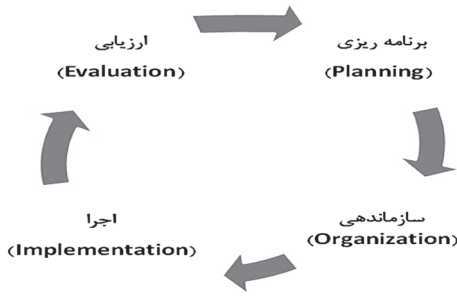 ارزیابی
(Evaluation)
برنامه ریزی
(Planning)
سازماندهی
(Organization)
اجرا
(Implementation)